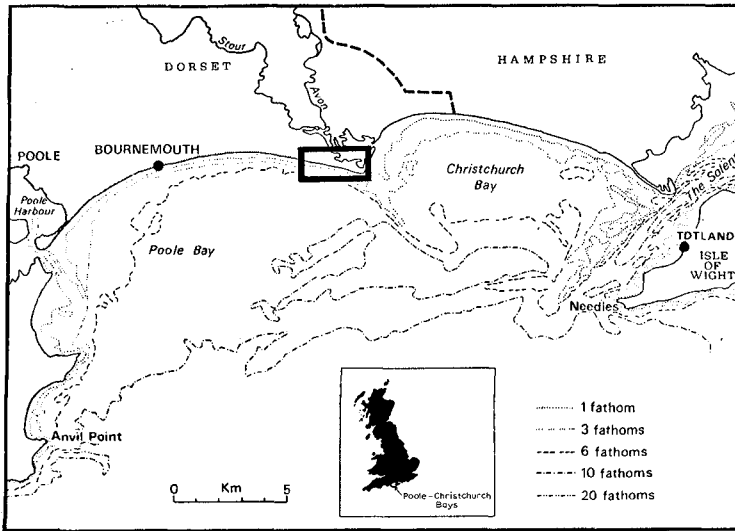 Stour
DORSET
Avon
HAMPSHIRE
POOLE
BOURNEMOUTH
Christchurch
Bay
The Solent
Poole
Harbour
Poole Bay
TOTLAND
ISLE
OF
WIGHT
Needles
Anvil Point
0 Km 5
Poole-Christchurch
Bays
1 fathom
3 fathoms
6 fathoms
10 fathoms
20 fathoms